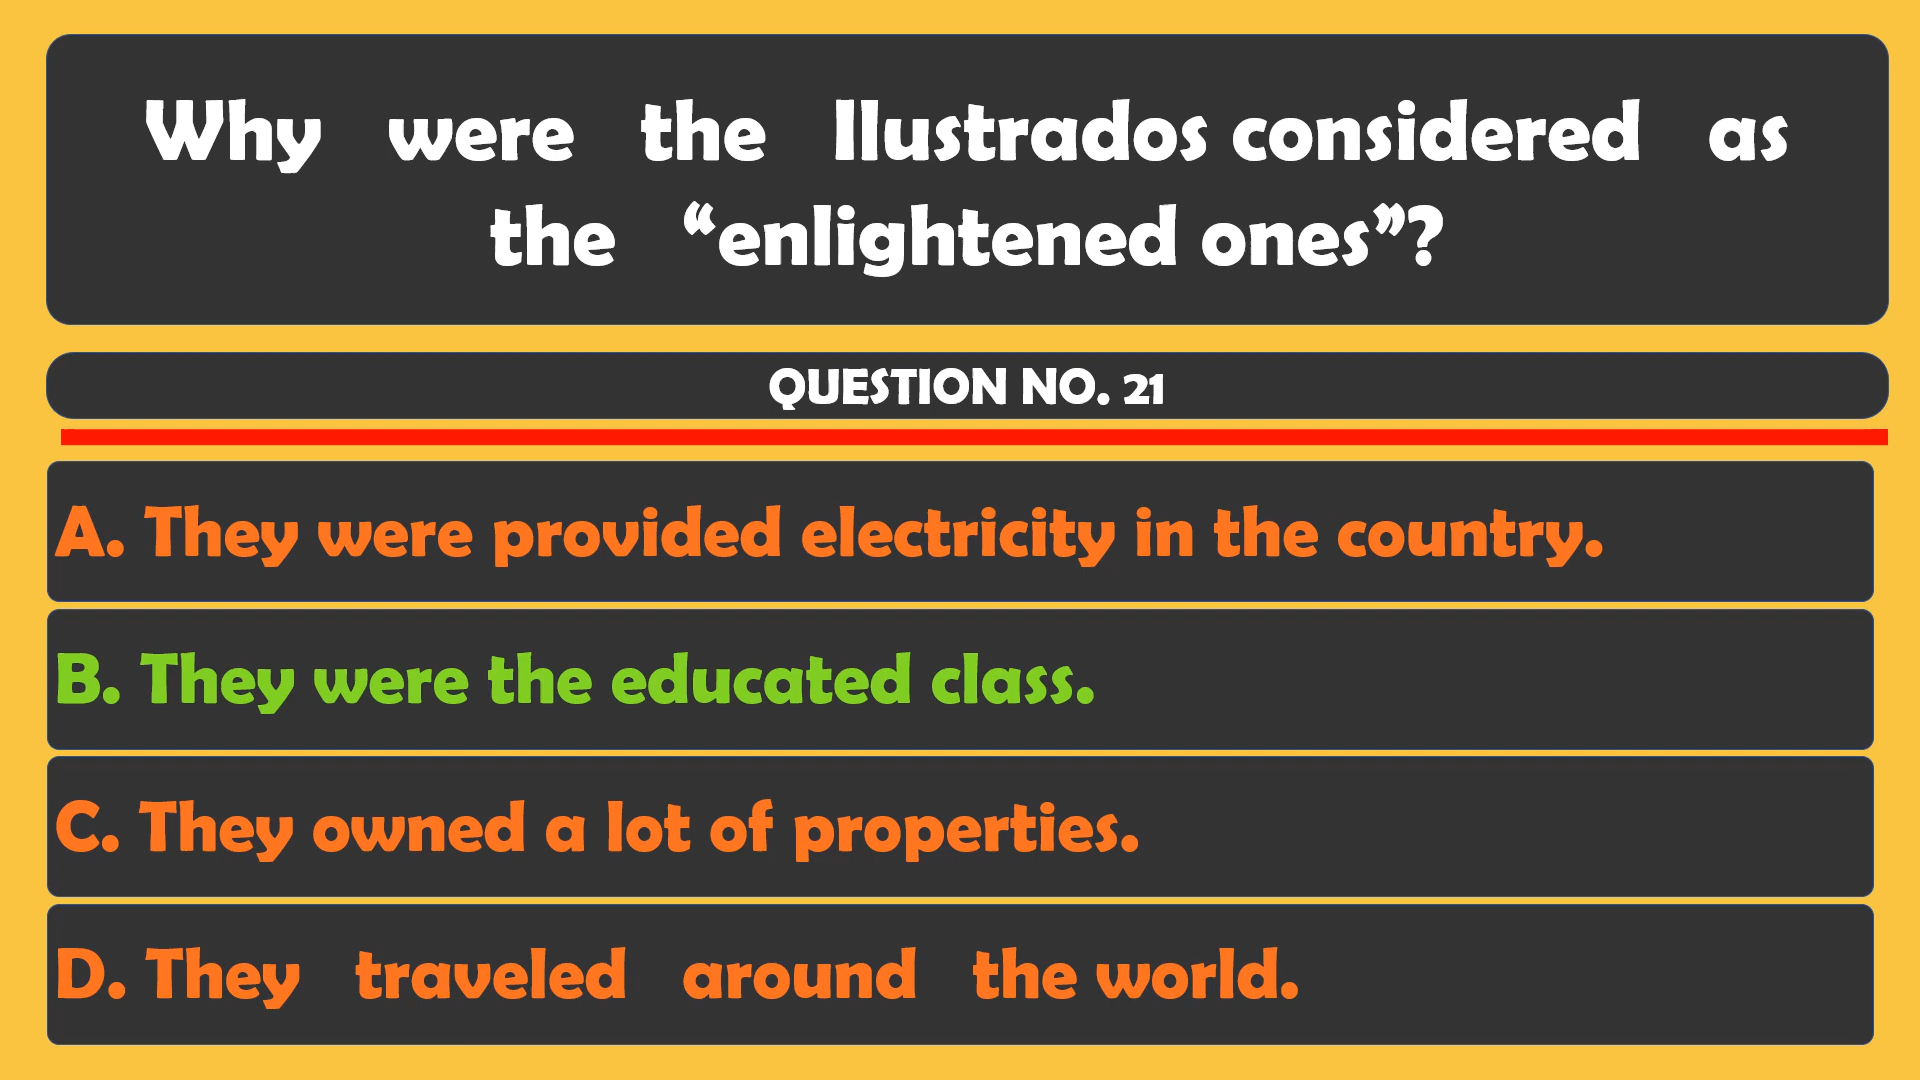 Why were the Ilustrados considered as
the “enlightened ones”?
QUESTION NO. 21
A. They were provided electricity in the country.
B. They were the educated class.
C. They owned a lot of properties.
D. They traveled around the world.